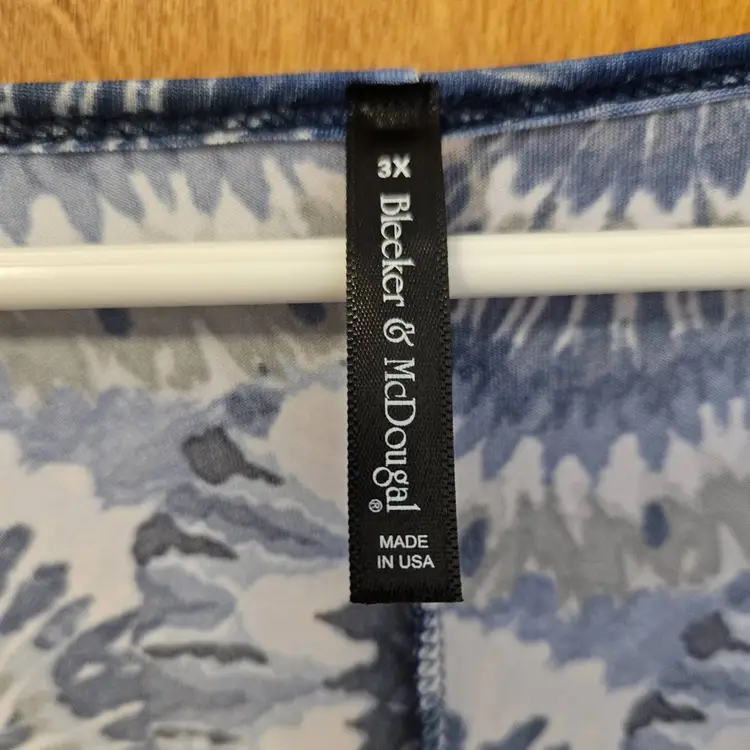 3X
Bleeker & McDougal®
MADE
IN USA